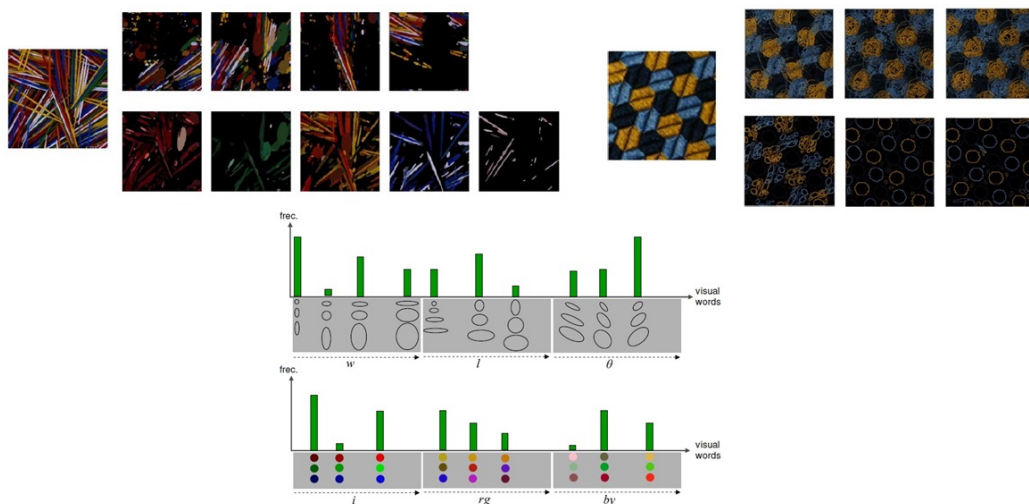 frec.
visual
words
w l θ
frec.
visual
words
i rg by